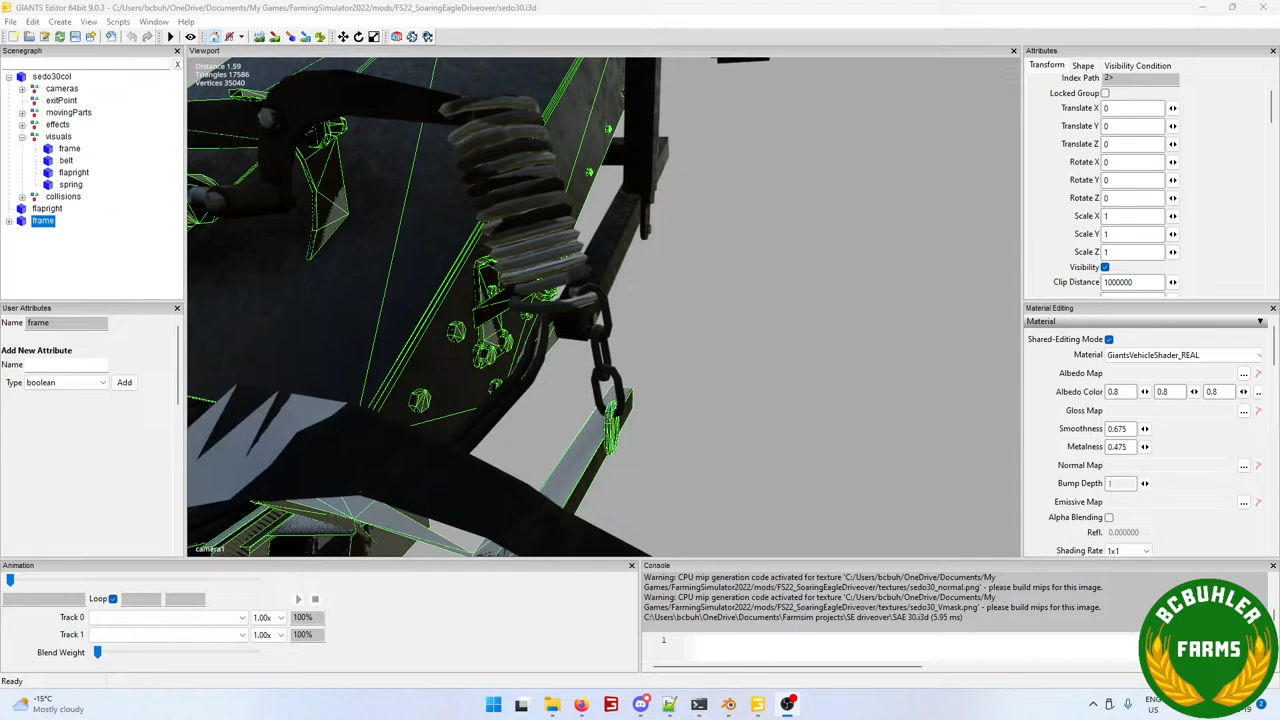 GIANTS Editor 64bit 9.0.3 - C:/Users/bcbuh/OneDrive/Documents/My Games/FarmingSimulator2022/mods/FS22_SoaringEagleDriveover/sedo30.i3d
File Edit Create View Scripts Window Help
Scenegraph
X
sedo30col
cameras
exitPoint
movingParts
effects
visuals
frame
belt
flapright
spring
collisions
flapright
frame
User Attributes
Name frame
Add New Attribute
Name
Type boolean Add
Viewport
Distance 1.59
Triangles 17586
Vertices 35040
camera1
Attributes
Transform Shape Visibility Condition
Index Path 2>
Locked Group
Translate X 0
Translate Y 0
Translate Z 0
Rotate X 0
Rotate Y 0
Rotate Z 0
Scale X 1
Scale Y 1
Scale Z 1
Visibility
Clip Distance 1000000
Material Editing
Material
Shared-Editing Mode
Material GiantsVehicleShader_REAL
Albedo Map ...
Albedo Color 0.8 0.8 0.8
Gloss Map ...
Smoothness 0.675
Metalness 0.475
Normal Map ...
Bump Depth 1
Emissive Map ...
Alpha Blending
Refl. 0.000000
Shading Rate 1x1
Animation
Loop
Track 0 1.00x 100%
Track 1 1.00x 100%
Blend Weight
Console
Warning: CPU mip generation code activated for texture 'C:/Users/bcbuh/OneDrive/Documents/My
Games/FarmingSimulator2022/mods/FS22_SoaringEagleDriveover/textures/sedo30_normal.png' - please build mips for this image.
Warning: CPU mip generation code activated for texture 'C:/Users/bcbuh/OneDrive/Documents/My
Games/FarmingSimulator2022/mods/FS22_SoaringEagleDriveover/textures/sedo30_Vmask.png' - please build mips for this image.
C:\Users\bcbuh\OneDrive\Documents\Farmsim projects\SE driveover\SAE 30.i3d (5.95 ms)
1
Ready
BCBUHLER
FARMS
-15°C
Mostly cloudy
ENG